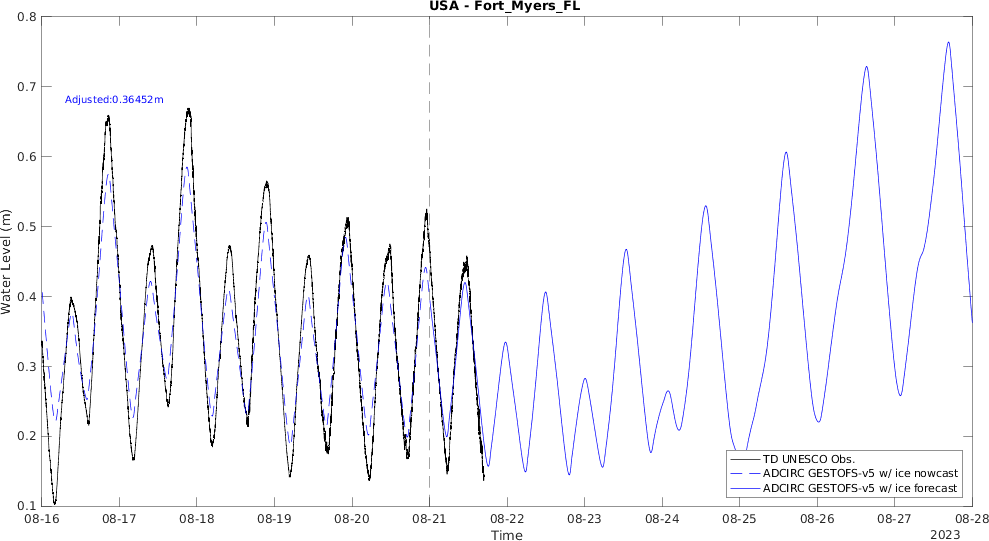 USA - Fort_Myers_FL
Adjusted:0.36452m
Water Level (m)
0.8
0.7
0.6
0.5
0.4
0.3
0.2
0.1
TD UNESCO Obs.
ADCIRC GESTOFS-v5 w/ ice nowcast
ADCIRC GESTOFS-v5 w/ ice forecast
08-16 08-17 08-18 08-19 08-20 08-21 08-22 08-23 08-24 08-25 08-26 08-27 08-28
Time
2023